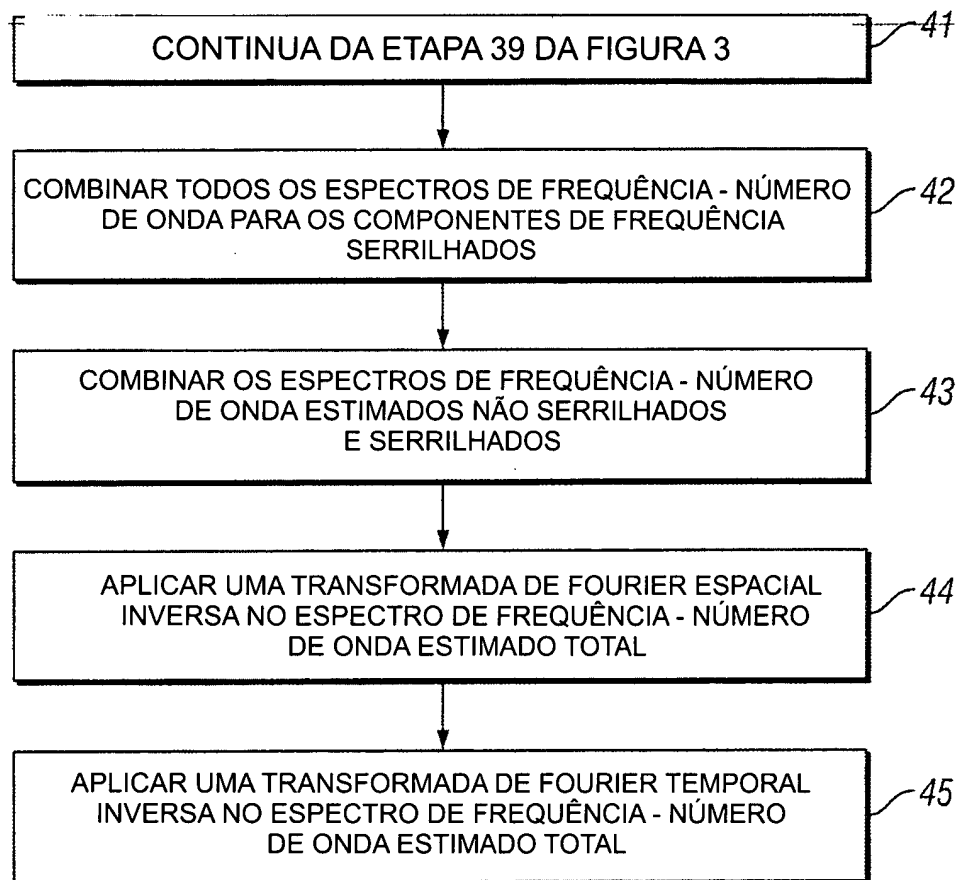 CONTINUA DA ETAPA 39 DA FIGURA 3
41
COMBINAR TODOS OS ESPECTROS DE FREQUÊNCIA - NÚMERO
DE ONDA PARA OS COMPONENTES DE FREQUÊNCIA
SERRILHADOS
42
COMBINAR OS ESPECTROS DE FREQUÊNCIA - NÚMERO
DE ONDA ESTIMADOS NÃO SERRILHADOS
E SERRILHADOS
43
APLICAR UMA TRANSFORMADA DE FOURIER ESPACIAL
INVERSA NO ESPECTRO DE FREQUÊNCIA - NÚMERO
DE ONDA ESTIMADO TOTAL
44
APLICAR UMA TRANSFORMADA DE FOURIER TEMPORAL
INVERSA NO ESPECTRO DE FREQUÊNCIA - NÚMERO
DE ONDA ESTIMADO TOTAL
45